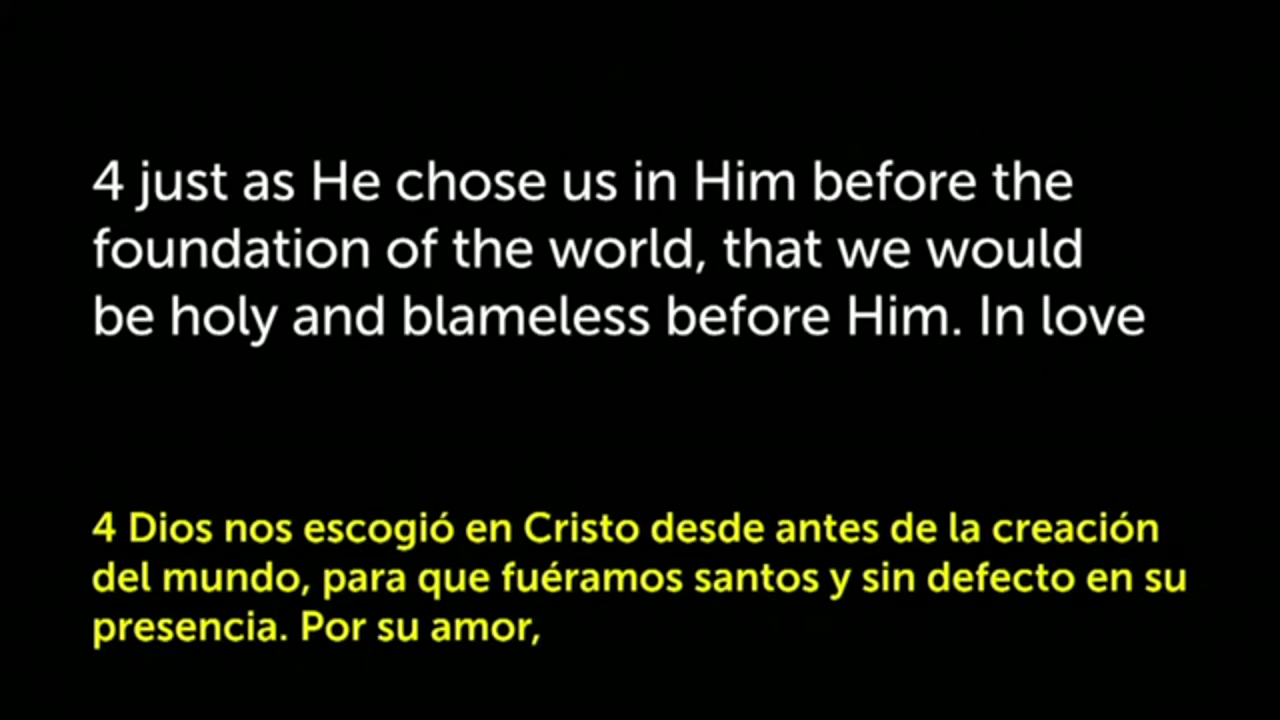 4 just as He chose us in Him before the
foundation of the world, that we would
be holy and blameless before Him. In love
4 Dios nos escogió en Cristo desde antes de la creación
del mundo, para que fuéramos santos y sin defecto en su
presencia. Por su amor,